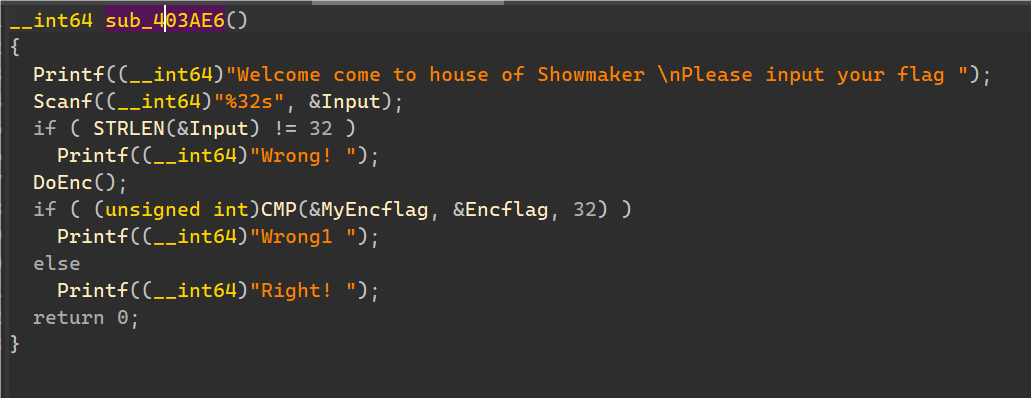 __int64 sub_403AE6()
{
  Printf((__int64)"Welcome come to house of Showmaker \nPlease input your flag ");
  Scanf((__int64)"%32s", &Input);
  if ( STRLEN(&Input) != 32 )
    Printf((__int64)"Wrong! ");
  DoEnc();
  if ( (unsigned int)CMP(&MyEncflag, &Encflag, 32) )
    Printf((__int64)"Wrong1 ");
  else
    Printf((__int64)"Right! ");
  return 0;
}